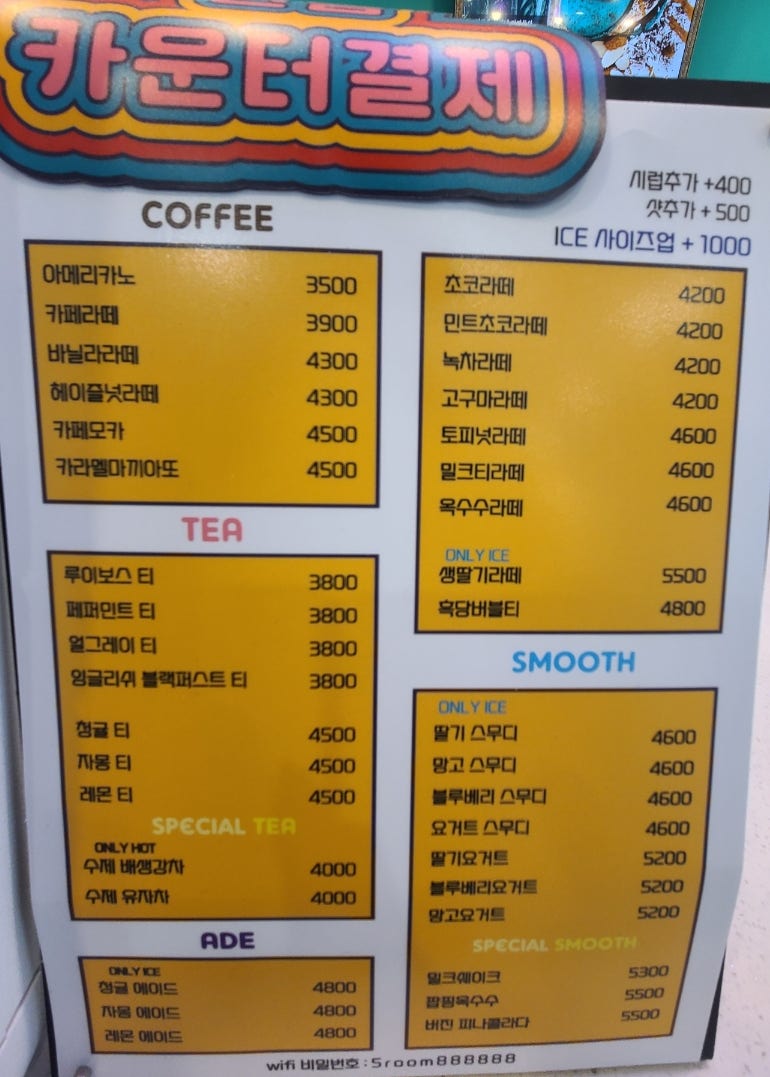 카운터결제
시럽추가 +400
샷추가 + 500
ICE 사이즈업 + 1000
COFFEE
아메리카노 3500
카페라떼 3900
바닐라라떼 4300
헤이즐넛라떼 4300
카페모카 4500
카라멜마끼아또 4500
TEA
루이보스 티 3800
페퍼민트 티 3800
얼그레이 티 3800
잉글리쉬 블랙퍼스트 티 3800
청귤 티 4500
자몽 티 4500
레몬 티 4500
SPECIAL TEA
ONLY HOT
수제 배생강차 4000
수제 유자차 4000
ADE
ONLY ICE
청귤 에이드 4800
자몽 에이드 4800
레몬 에이드 4800
초코라떼 4200
민트초코라떼 4200
녹차라떼 4200
고구마라떼 4200
토피넛라떼 4600
밀크티라떼 4600
옥수수라떼 4600
ONLY ICE
생딸기라떼 5500
흑당버블티 4800
SMOOTH
ONLY ICE
딸기 스무디 4600
망고 스무디 4600
블루베리 스무디 4600
요거트 스무디 4600
딸기요거트 5200
블루베리요거트 5200
망고요거트 5200
SPECIAL SMOOTH
밀크쉐이크 5300
팝핑옥수수 5500
버진 피나콜라다 5500
wifi 비밀번호 : 5room888888